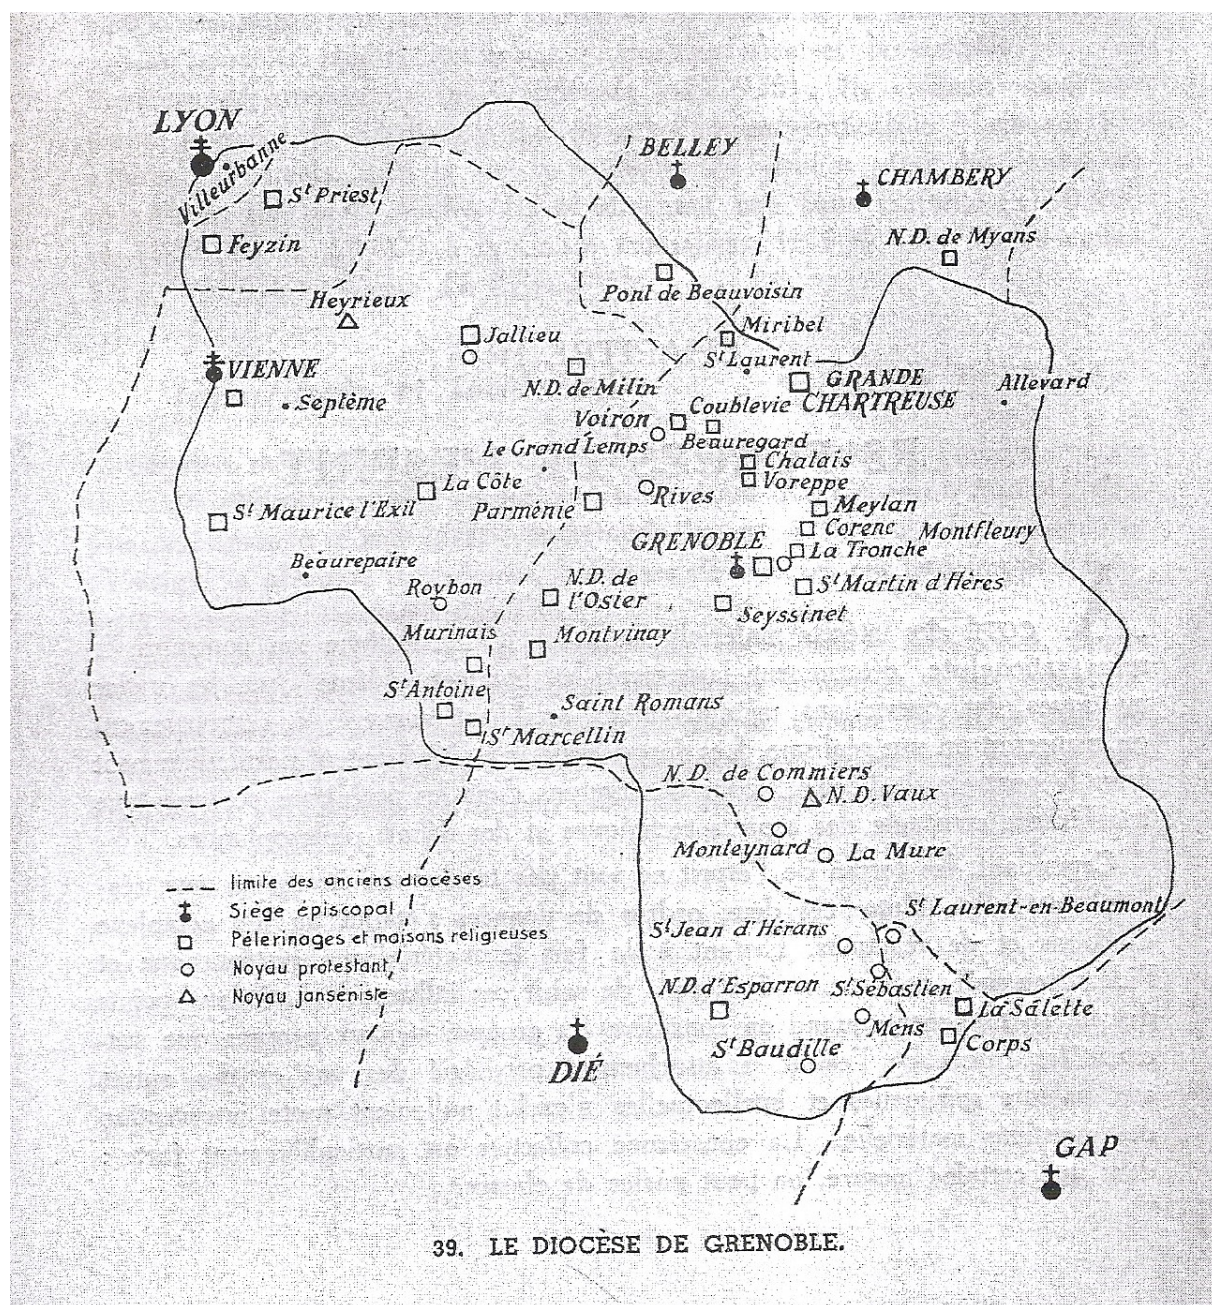 LYON
Villeurbanne
St Priest
Feyzin
BELLEY
CHAMBERY
N.D. de Myans
Heyrieux
Pont de Beauvoisin
Jallieu
Miribel
St Laurent
VIENNE
Septème
N.D. de Milin
GRANDE
CHARTREUSE
Allevard
Voiron
Coublevie
Beauregard
Le Grand Lemps
Chalais
Voreppe
La Côte
Parménie
Rives
Meylan
St Maurice l'Exil
Corenc
Montfleury
GRENOBLE
La Tronche
Beaurepaire
Roybon
N.D. de
l'Osier
St Martin d'Hères
Seyssinet
Murinais
Montvinay
St Antoine
Saint Romans
St Marcellin
N.D. de Commiers
N.D. Vaux
Monteynard
La Mure
limite des anciens diocèses
Siège épiscopal
Pélerinages et maisons religieuses
Noyau protestant
Noyau janséniste
St Laurent-en-Beaumont
St Jean d'Hérans
N.D. d'Esparron
St Sébastien
La Salette
Mens
Corps
St Baudille
DIÉ
GAP
39. LE DIOCÈSE DE GRENOBLE.